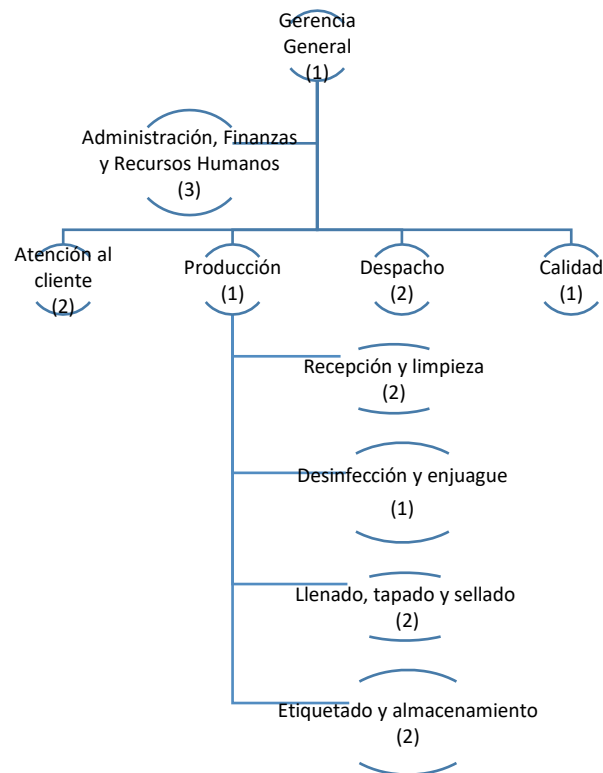 Gerencia
General
(1)
Administración, Finanzas
y Recursos Humanos
(3)
Atención al
cliente
(2)
Producción
(1)
Despacho
(2)
Calidad
(1)
Recepción y limpieza
(2)
Desinfección y enjuague
(1)
Llenado, tapado y sellado
(2)
Etiquetado y almacenamiento
(2)